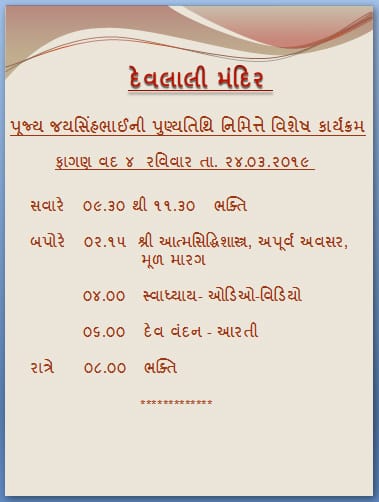 દેવલાલી મંદિર
પૂજ્ય જયસિંહભાઈની પુણ્યતિથિ નિમિત્તે વિશેષ કાર્યક્રમ
ફાગણ વદ ૪ રવિવાર તા. ૨૪.૦૩.૨૦૧૯
સવારે ૦૯.૩૦ થી ૧૧.૩૦ ભક્તિ
બપોરે ૦૨.૧૫ શ્રી આત્મસિદ્ધિશાસ્ત્ર, અપૂર્વ અવસર,
મૂળ મારગ
૦૪.૦૦ સ્વાધ્યાય- ઓડિઓ-વિડિયો
૦૬.૦૦ દેવ વંદન - આરતી
રાત્રે ૦૮.૦૦ ભક્તિ
*************